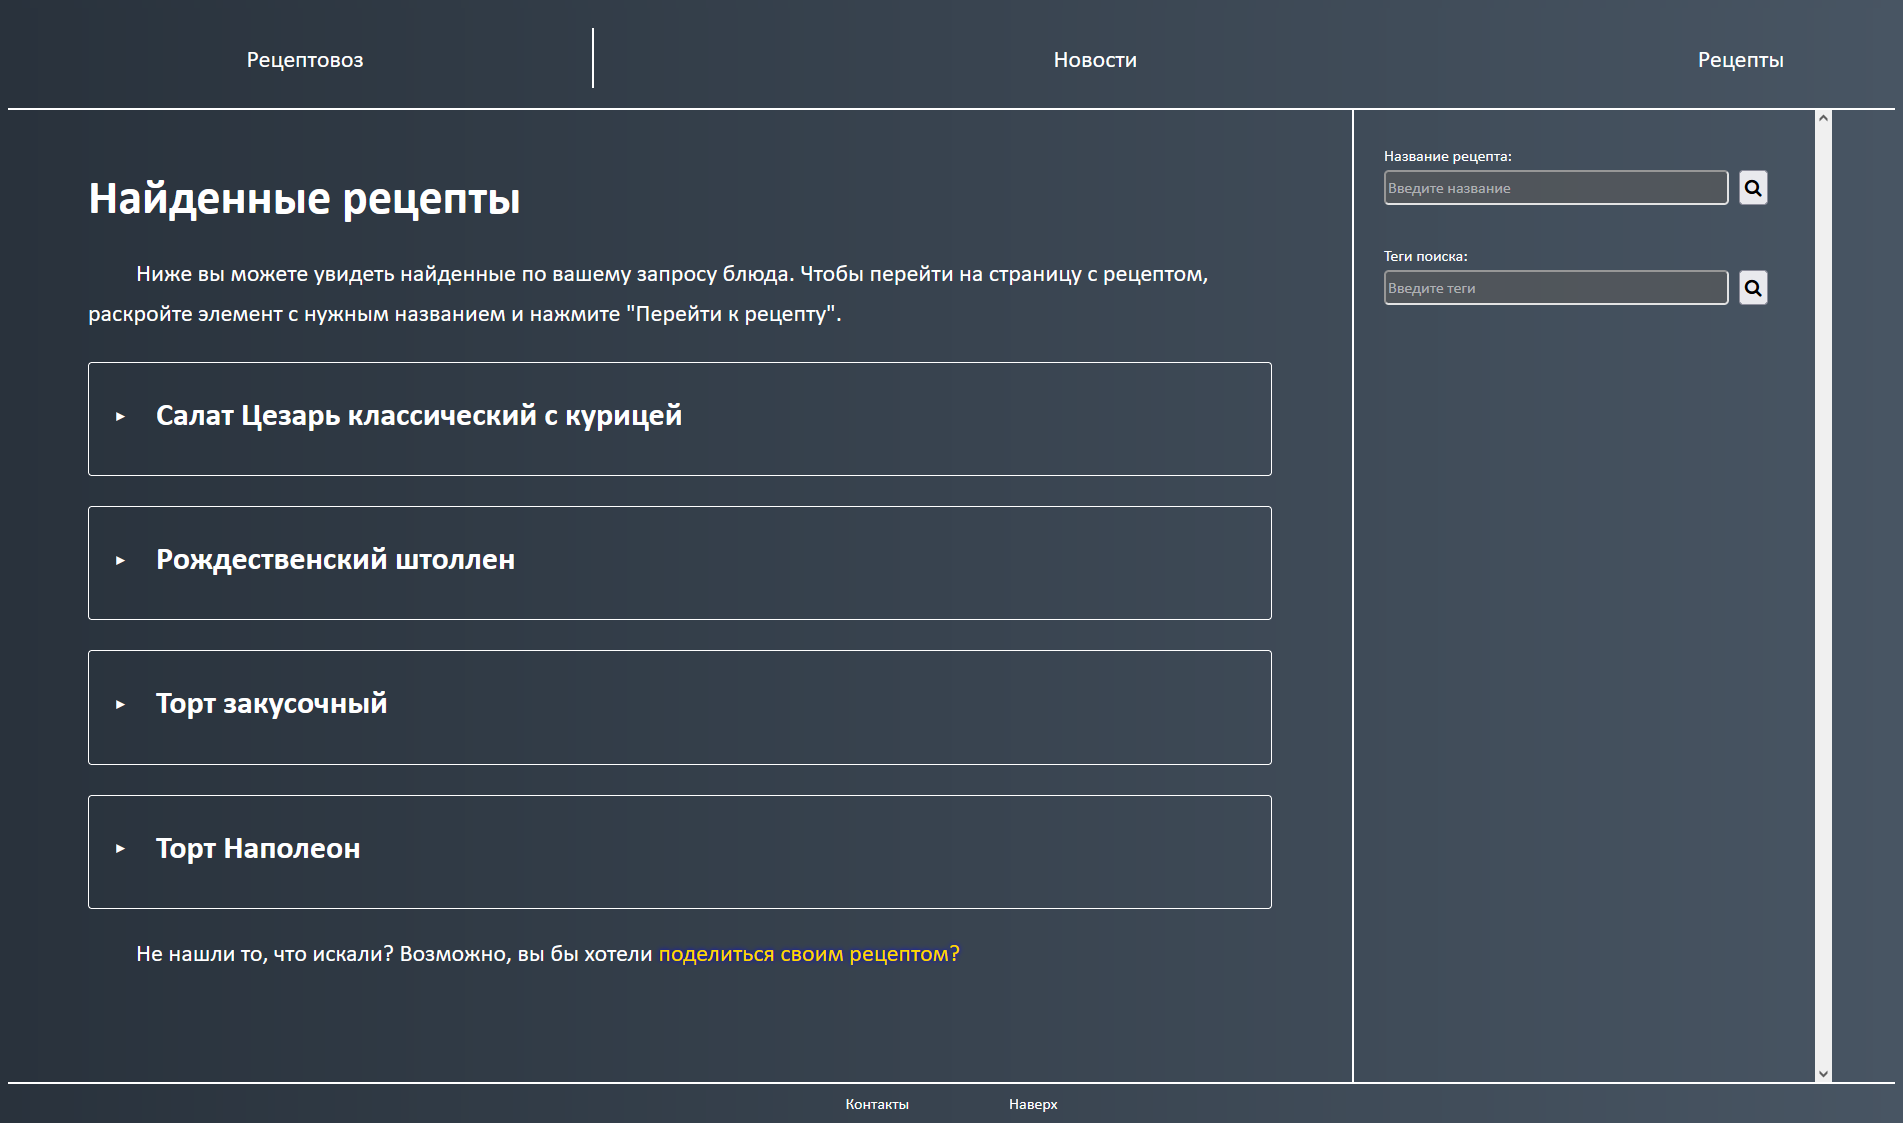 Рецептовоз
Новости
Рецепты
Найденные рецепты
Ниже вы можете увидеть найденные по вашему запросу блюда. Чтобы перейти на страницу с рецептом,
раскройте элемент с нужным названием и нажмите "Перейти к рецепту".
Салат Цезарь классический с курицей
Рождественский штоллен
Торт закусочный
Торт Наполеон
Не нашли то, что искали? Возможно, вы бы хотели поделиться своим рецептом?
Название рецепта:
Введите название
Теги поиска:
Введите теги
Контакты
Наверх